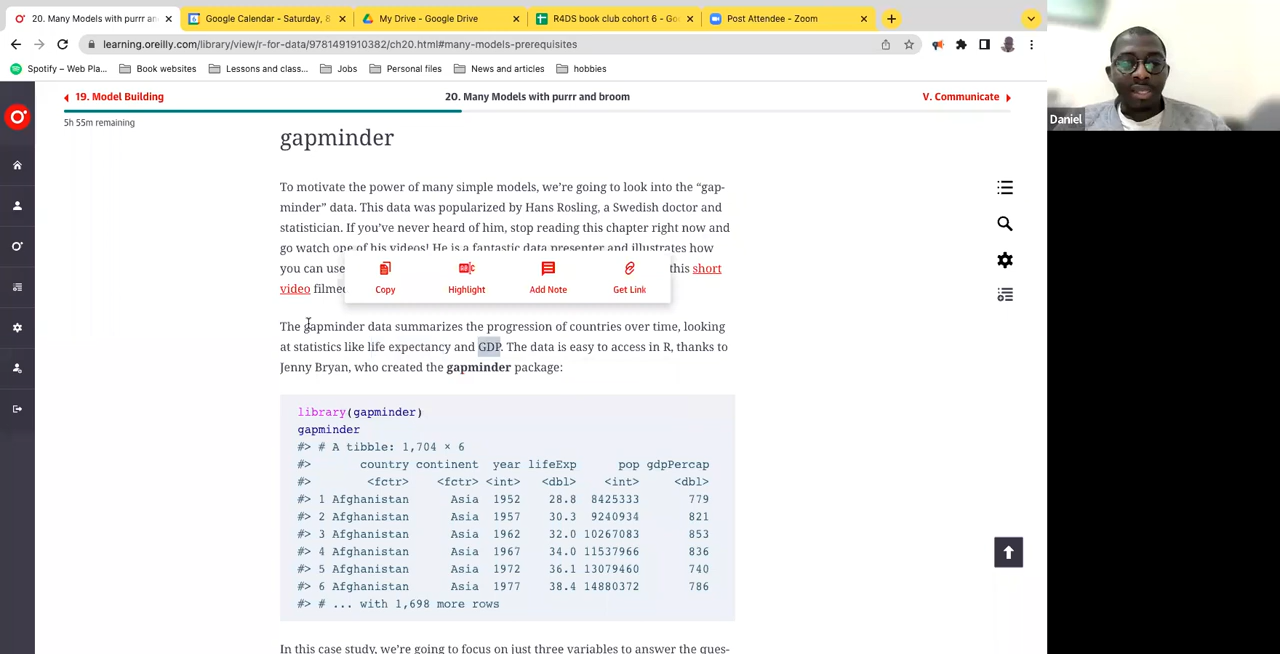 20. Many Models with purrr and
Google Calendar - Saturday, 8
My Drive - Google Drive
R4DS book club cohort 6 - Goo
Post Attendee - Zoom
learning.oreilly.com/library/view/r-for-data/9781491910382/ch20.html#many-models-prerequisites
Spotify – Web Pla...
Book websites
Lessons and class...
Jobs
Personal files
News and articles
hobbies
19. Model Building
20. Many Models with purrr and broom
V. Communicate
5h 55m remaining
Daniel
gapminder
To motivate the power of many simple models, we're going to look into the “gap-
minder” data. This data was popularized by Hans Rosling, a Swedish doctor and
statistician. If you've never heard of him, stop reading this chapter right now and
go watch one of his videos! He is a fantastic data presenter and illustrates how
you can use this short
video filmed
Copy
Highlight
Add Note
Get Link
The gapminder data summarizes the progression of countries over time, looking
at statistics like life expectancy and GDP. The data is easy to access in R, thanks to
Jenny Bryan, who created the gapminder package:
library(gapminder)
gapminder
#> # A tibble: 1,704 × 6
#> country continent year lifeExp pop gdpPercap
#> <fctr> <fctr> <int> <dbl> <int> <dbl>
#> 1 Afghanistan Asia 1952 28.8 8425333 779
#> 2 Afghanistan Asia 1957 30.3 9240934 821
#> 3 Afghanistan Asia 1962 32.0 10267083 853
#> 4 Afghanistan Asia 1967 34.0 11537966 836
#> 5 Afghanistan Asia 1972 36.1 13079460 740
#> 6 Afghanistan Asia 1977 38.4 14880372 786
#> # ... with 1,698 more rows
In this case study, we're going to focus on just three variables to answer the ques-